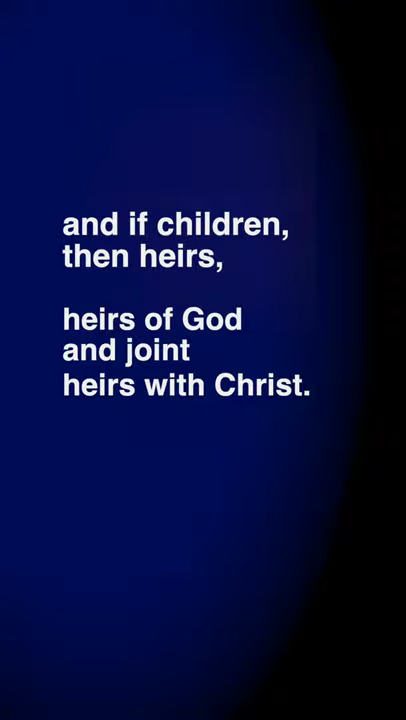 and if children,
then heirs,
heirs of God
and joint
heirs with Christ.